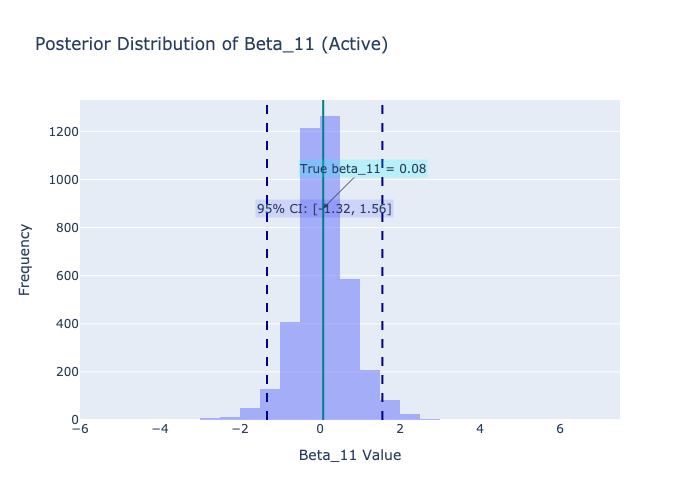 Posterior Distribution of Beta_11 (Active)
1200
1000
800
600
400
200
0
Frequency
True beta_11 = 0.08
95% CI: [-1.32, 1.56]
−6
−4
−2
0
2
4
6
Beta_11 Value